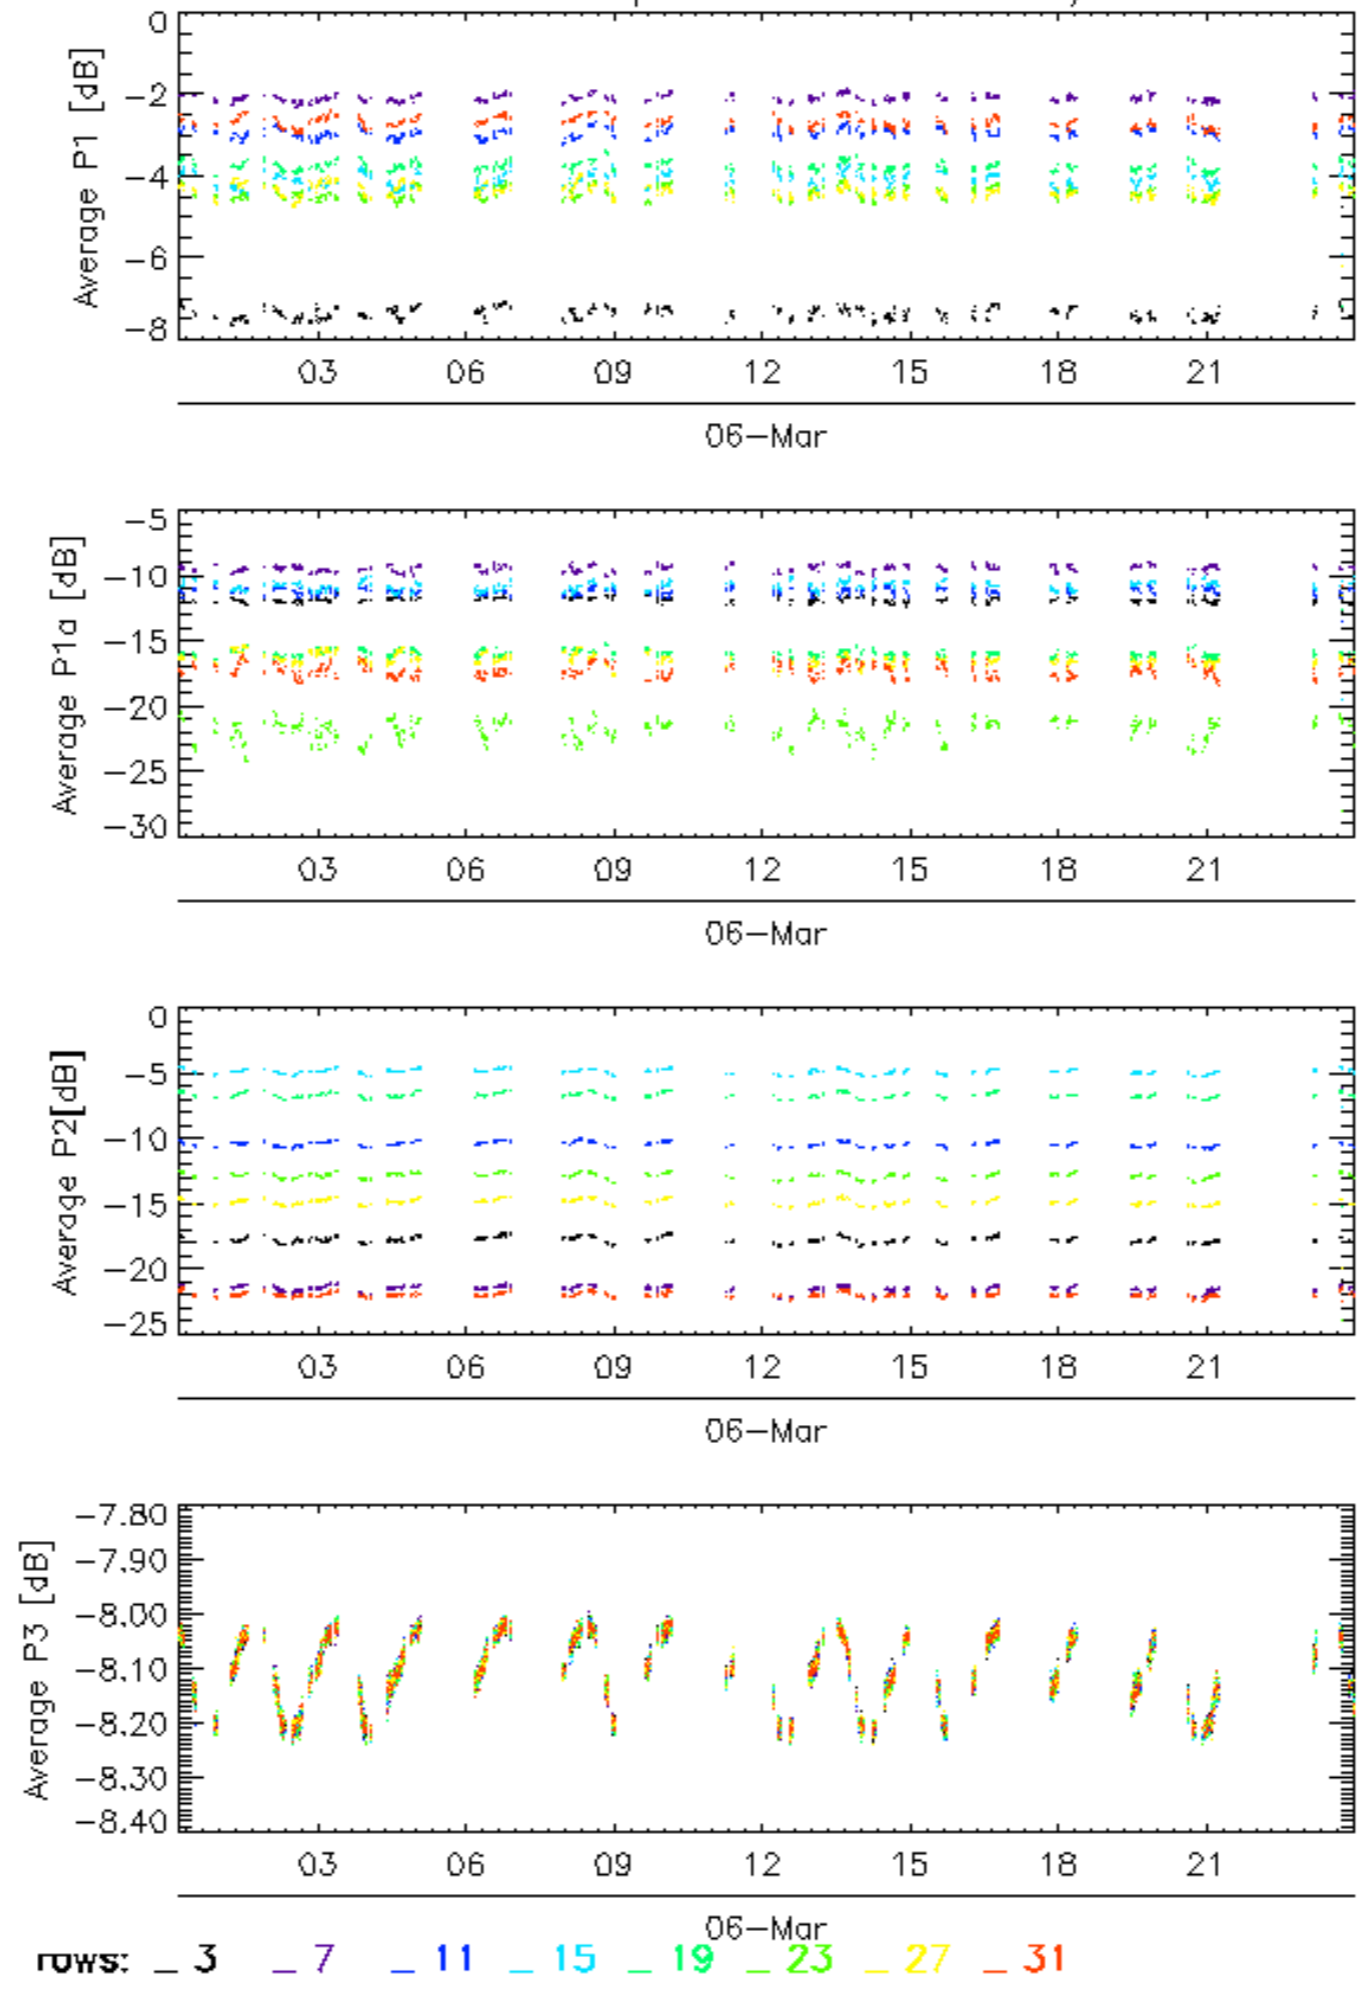 0
−2
−4
−6
−8
Average P1 [dB]
03 06 09 12 15 18 21
06−Mar
−5
−10
−15
−20
−25
−30
Average P1a [dB]
03 06 09 12 15 18 21
06−Mar
0
−5
−10
−15
−20
−25
Average P2[dB]
03 06 09 12 15 18 21
06−Mar
−7.80
−7.90
−8.00
−8.10
−8.20
−8.30
−8.40
Average P3 [dB]
03 06 09 12 15 18 21
06−Mar
rows: _ 3 _ 7 _ 11 _ 15 _ 19 _ 23 _ 27 _ 31